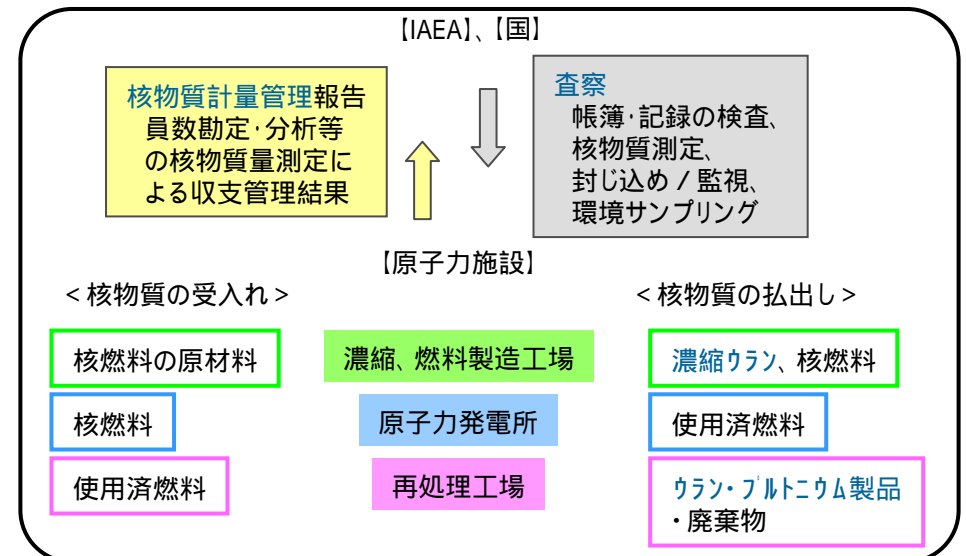 【IAEA】、【国】
核物質計量管理報告
員数勘定・分析等
の核物質量測定に
よる収支管理結果
査察
帳簿・記録の検査、
核物質測定、
封じ込め / 監視、
環境サンプリング
【原子力施設】
<核物質の受入れ>
<核物質の払出し>
核燃料の原材料
濃縮、燃料製造工場
濃縮ウラン、核燃料
核燃料
原子力発電所
使用済燃料
使用済燃料
再処理工場
ウラン・プルトニウム製品
・廃棄物